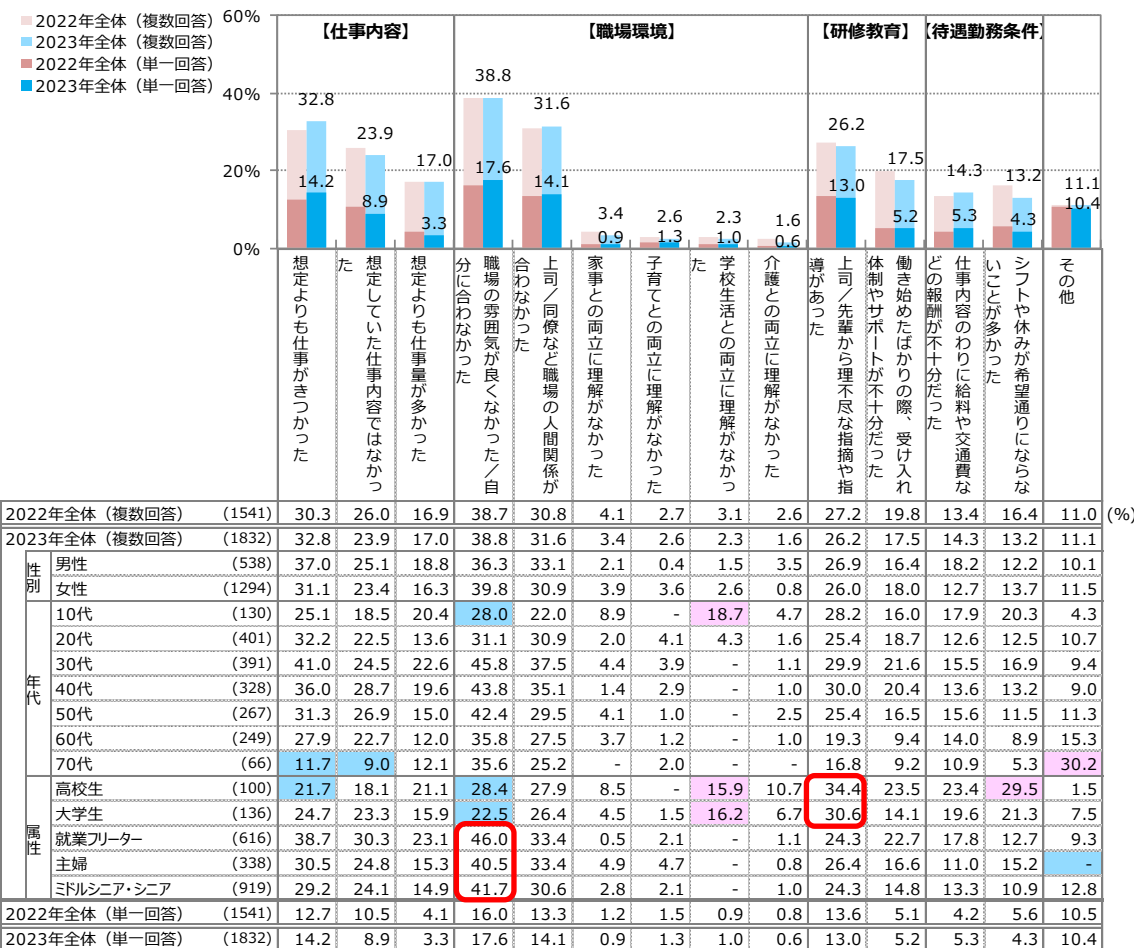 2022年全体（複数回答）
2023年全体（複数回答）
2022年全体（単一回答）
2023年全体（単一回答）
60%
40%
20%
0%
【仕事内容】
【職場環境】
【研修教育】
【待遇勤務条件】
32.8
23.9
17.0
38.8
31.6
3.4
2.6
2.3
1.6
26.2
17.5
14.3
13.2
11.1
14.2
8.9
3.3
17.6
14.1
0.9
1.3
1.0
0.6
13.0
5.2
5.3
4.3
10.4
想定よりも仕事がきつかった
想定していた仕事内容ではなかっ
た
想定よりも仕事量が多かった
職場の雰囲気が良くなかった／自
分に合わなかった
上司／同僚など職場の人間関係が
合わなかった
家事との両立に理解がなかった
子育てとの両立に理解がなかった
学校生活との両立に理解がなかっ
た
介護との両立に理解がなかった
上司／先輩から理不尽な指摘や指
導があった
働き始めたばかりの際、受け入れ
体制やサポートが不十分だった
仕事内容のわりに給料や交通費な
どの報酬が不十分だった
シフトや休みが希望通りにならな
いことが多かった
その他
(%)
2022年全体（複数回答） (1541) 30.3 26.0 16.9 38.7 30.8 4.1 2.7 3.1 2.6 27.2 19.8 13.4 16.4 11.0
2023年全体（複数回答） (1832) 32.8 23.9 17.0 38.8 31.6 3.4 2.6 2.3 1.6 26.2 17.5 14.3 13.2 11.1
性別
男性 (538) 37.0 25.1 18.8 36.3 33.1 2.1 0.4 1.5 3.5 26.9 16.4 18.2 12.2 10.1
女性 (1294) 31.1 23.4 16.3 39.8 30.9 3.9 3.6 2.6 0.8 26.0 18.0 12.7 13.7 11.5
年代
10代 (130) 25.1 18.5 20.4 28.0 22.0 8.9 - 18.7 4.7 28.2 16.0 17.9 20.3 4.3
20代 (401) 32.2 22.5 13.6 31.1 30.9 2.0 4.1 4.3 1.6 25.4 18.7 12.6 12.5 10.7
30代 (391) 41.0 24.5 22.6 45.8 37.5 4.4 3.9 - 1.1 29.9 21.6 15.5 16.9 9.4
40代 (328) 36.0 28.7 19.6 43.8 35.1 1.4 2.9 - 1.0 30.0 20.4 13.6 13.2 9.0
50代 (267) 31.3 26.9 15.0 42.4 29.5 4.1 1.0 - 2.5 25.4 16.5 15.6 11.5 11.3
60代 (249) 27.9 22.7 12.0 35.8 27.5 3.7 1.2 - 1.0 19.3 9.4 14.0 8.9 15.3
70代 (66) 11.7 9.0 12.1 35.6 25.2 - 2.0 - - 16.8 9.2 10.9 5.3 30.2
属性
高校生 (100) 21.7 18.1 21.1 28.4 27.9 8.5 - 15.9 10.7 34.4 23.5 23.4 29.5 1.5
大学生 (136) 24.7 23.3 15.9 22.5 26.4 4.5 1.5 16.2 6.7 30.6 14.1 19.6 21.3 7.5
就業フリーター (616) 38.7 30.3 23.1 46.0 33.4 0.5 2.1 - 1.1 24.3 22.7 17.8 12.7 9.3
主婦 (338) 30.5 24.8 15.3 40.5 33.4 4.9 4.7 - 0.8 26.4 16.6 11.0 15.2 -
ミドルシニア・シニア (919) 29.2 24.1 14.9 41.7 30.6 2.8 2.1 - 1.0 24.3 14.8 13.3 10.9 12.8
2022年全体（単一回答） (1541) 12.7 10.5 4.1 16.0 13.3 1.2 1.5 0.9 0.8 13.6 5.1 4.2 5.6 10.5
2023年全体（単一回答） (1832) 14.2 8.9 3.3 17.6 14.1 0.9 1.3 1.0 0.6 13.0 5.2 5.3 4.3 10.4